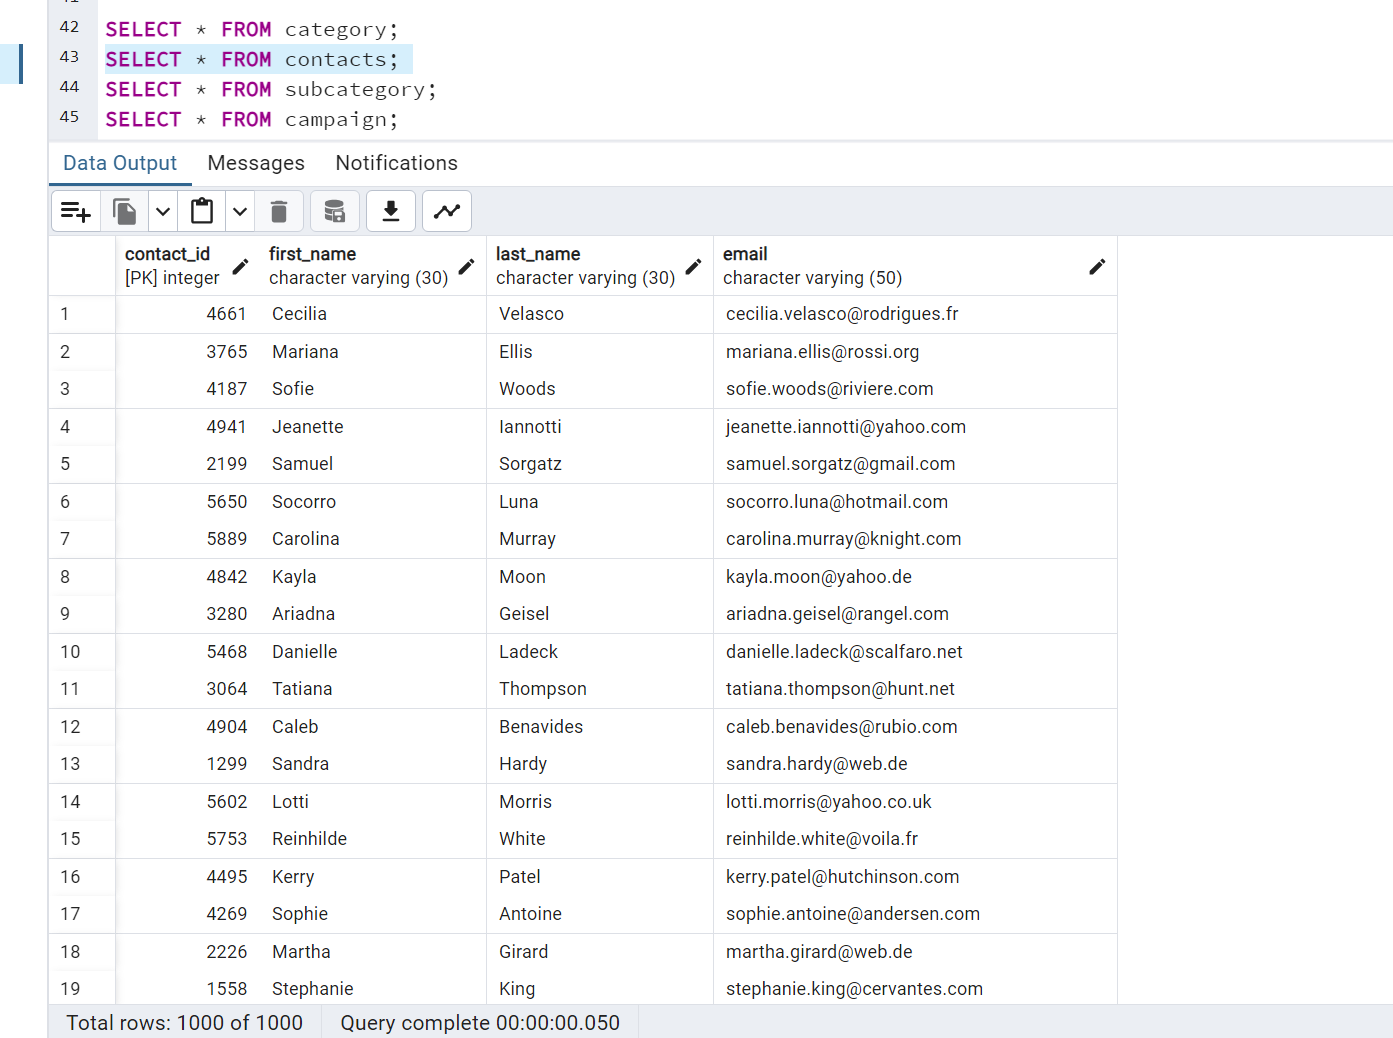 42 SELECT * FROM category;
43 SELECT * FROM contacts;
44 SELECT * FROM subcategory;
45 SELECT * FROM campaign;
Data Output Messages Notifications
contact_id first_name last_name email
[PK] integer character varying (30) character varying (30) character varying (50)
1 4661 Cecilia Velasco cecilia.velasco@rodrigues.fr
2 3765 Mariana Ellis mariana.ellis@rossi.org
3 4187 Sofie Woods sofie.woods@riviere.com
4 4941 Jeanette Iannotti jeanette.iannotti@yahoo.com
5 2199 Samuel Sorgatz samuel.sorgatz@gmail.com
6 5650 Socorro Luna socorro.luna@hotmail.com
7 5889 Carolina Murray carolina.murray@knight.com
8 4842 Kayla Moon kayla.moon@yahoo.de
9 3280 Ariadna Geisel ariadna.geisel@rangel.com
10 5468 Danielle Ladeck danielle.ladeck@scalfaro.net
11 3064 Tatiana Thompson tatiana.thompson@hunt.net
12 4904 Caleb Benavides caleb.benavides@rubio.com
13 1299 Sandra Hardy sandra.hardy@web.de
14 5602 Lotti Morris lotti.morris@yahoo.co.uk
15 5753 Reinhilde White reinhilde.white@voila.fr
16 4495 Kerry Patel kerry.patel@hutchinson.com
17 4269 Sophie Antoine sophie.antoine@andersen.com
18 2226 Martha Girard martha.girard@web.de
19 1558 Stephanie King stephanie.king@cervantes.com
Total rows: 1000 of 1000 Query complete 00:00:00.050